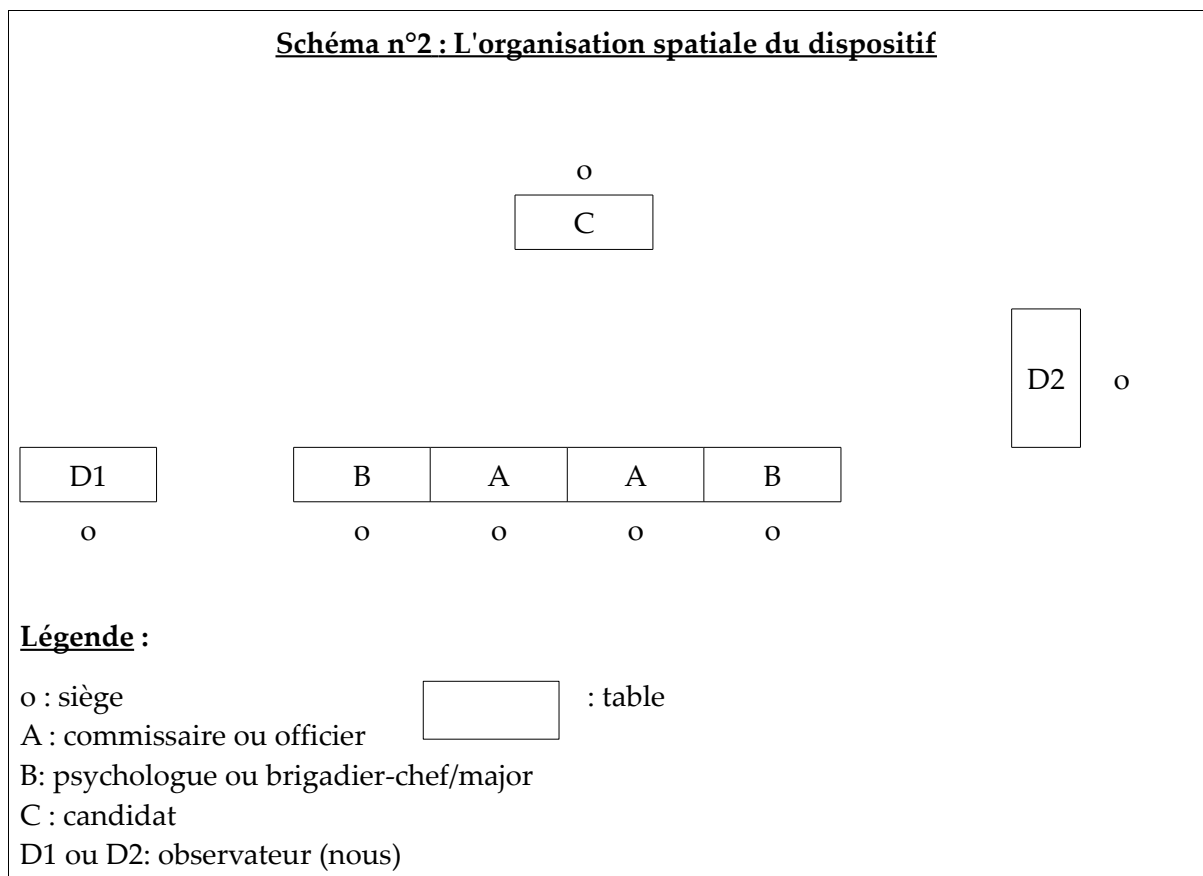 Schéma n°2 : L'organisation spatiale du dispositif
o
C
D2 o
D1 B A A B
o o o o o
Légende :
o : siège : table
A : commissaire ou officier
B: psychologue ou brigadier-chef/major
C : candidat
D1 ou D2: observateur (nous)